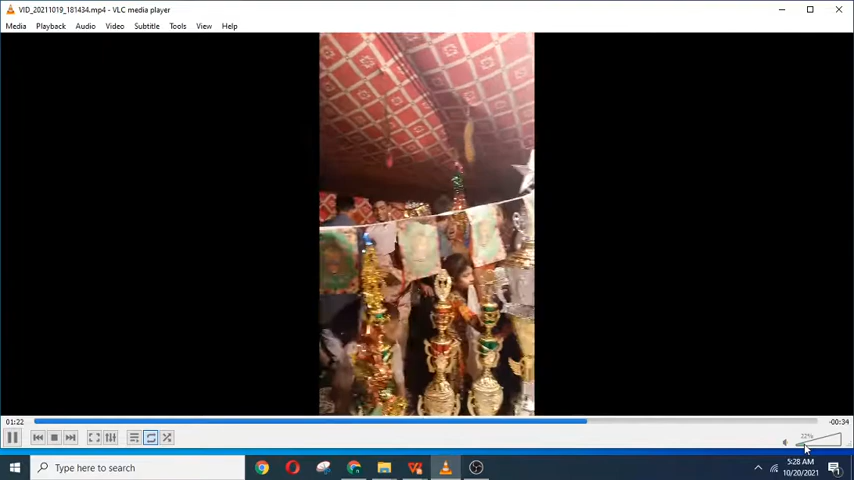 VID_20211019_181434.mp4 - VLC media player
Media Playback Audio Video Subtitle Tools View Help
01:22 -00:34
22%
Type here to search
5:28 AM
10/20/2021